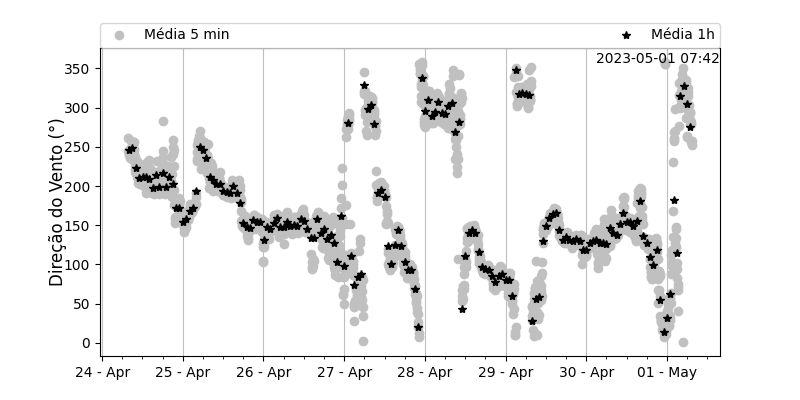 Média 5 min
Média 1h
2023-05-01 07:42
Direção do Vento (°)
350
300
250
200
150
100
50
0
24 - Apr
25 - Apr
26 - Apr
27 - Apr
28 - Apr
29 - Apr
30 - Apr
01 - May